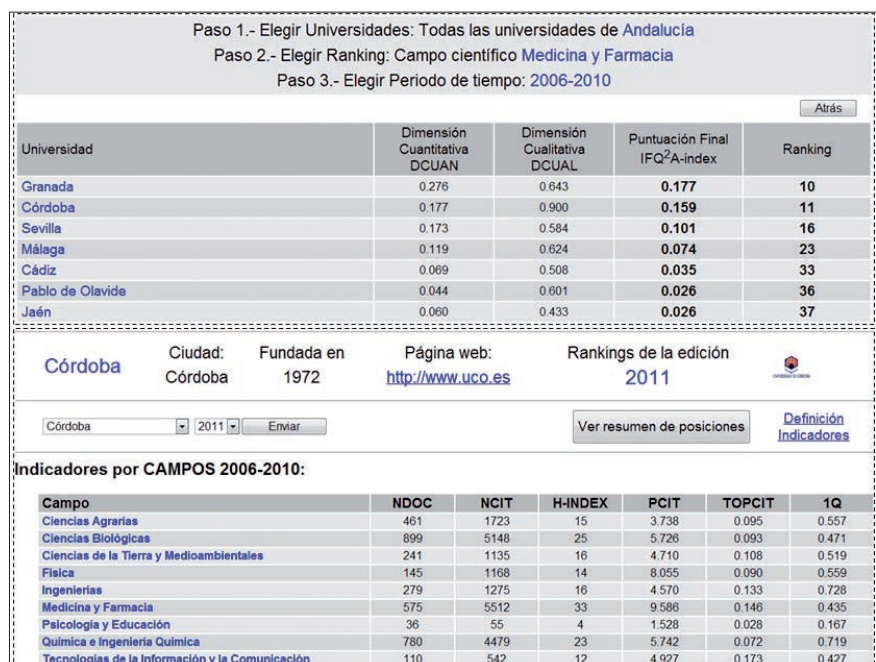 Paso 1.- Elegir Universidades: Todas las universidades de Andalucía
Paso 2.- Elegir Ranking: Campo científico Medicina y Farmacia
Paso 3.- Elegir Periodo de tiempo: 2006-2010
Atrás
Universidad Dimensión Cuantitativa DCUAN Dimensión Cualitativa DCUAL Puntuación Final IFQ2A-index Ranking
Granada 0.276 0.643 0.177 10
Córdoba 0.177 0.900 0.159 11
Sevilla 0.173 0.584 0.101 16
Málaga 0.119 0.624 0.074 23
Cádiz 0.069 0.508 0.035 33
Pablo de Olavide 0.044 0.601 0.026 36
Jaén 0.060 0.433 0.026 37
Córdoba Ciudad: Córdoba Fundada en 1972 Página web: http://www.uco.es Rankings de la edición 2011
Córdoba 2011 Enviar Ver resumen de posiciones Definición Indicadores
Indicadores por CAMPOS 2006-2010:
Campo NDOC NCIT H-INDEX PCIT TOPCIT 1Q
Ciencias Agrarias 461 1723 15 3.738 0.095 0.557
Ciencias Biológicas 899 5148 25 5.726 0.093 0.471
Ciencias de la Tierra y Medioambientales 241 1135 16 4.710 0.108 0.519
Fisica 145 1168 14 8.055 0.090 0.559
Ingenierias 279 1275 16 4.570 0.133 0.728
Medicina y Farmacia 575 5512 33 9.586 0.146 0.435
Psicologia y Educación 36 55 4 1.528 0.028 0.167
Quimica e Ingenieria Quimica 780 4479 23 5.742 0.072 0.719
Tecnologias de la Información y la Comunicación 110 542 12 4.927 0.173 0.427